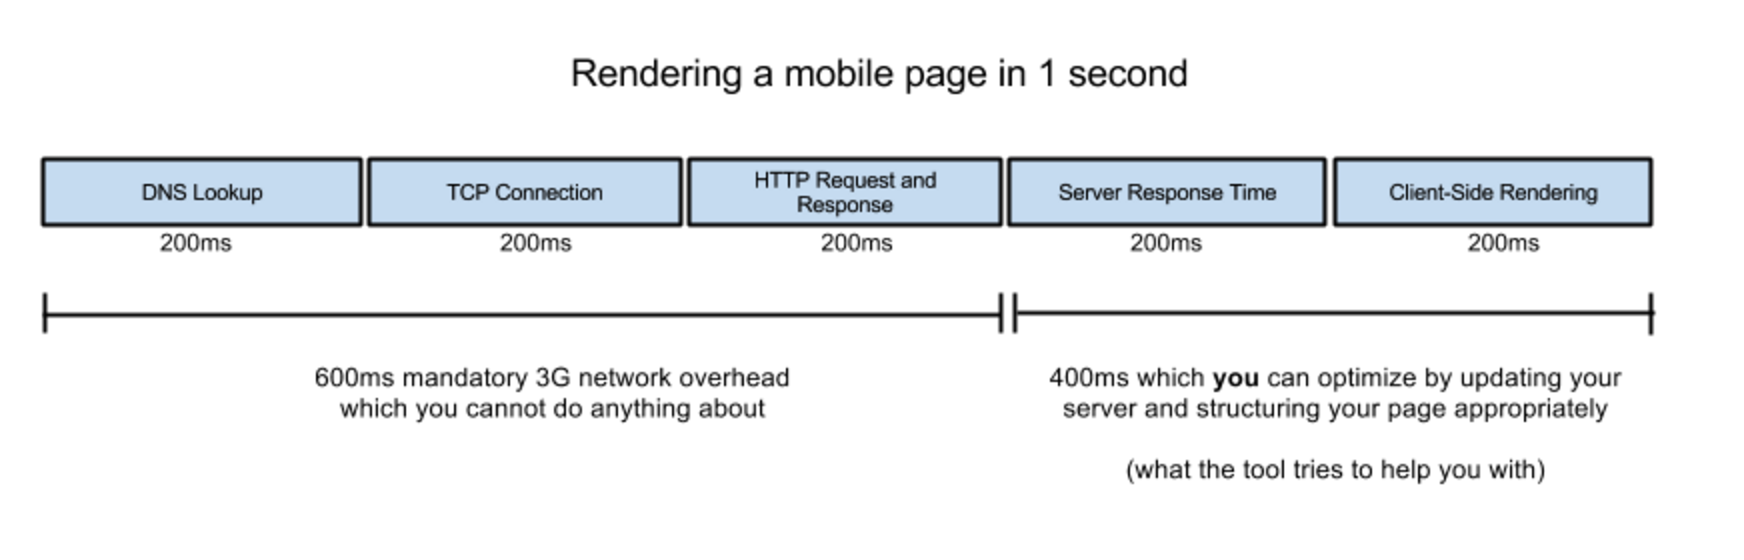 Rendering a mobile page in 1 second
DNS Lookup
TCP Connection
HTTP Request and
Response
Server Response Time
Client-Side Rendering
200ms
200ms
200ms
200ms
200ms
600ms mandatory 3G network overhead
which you cannot do anything about
400ms which you can optimize by updating your
server and structuring your page appropriately
(what the tool tries to help you with)